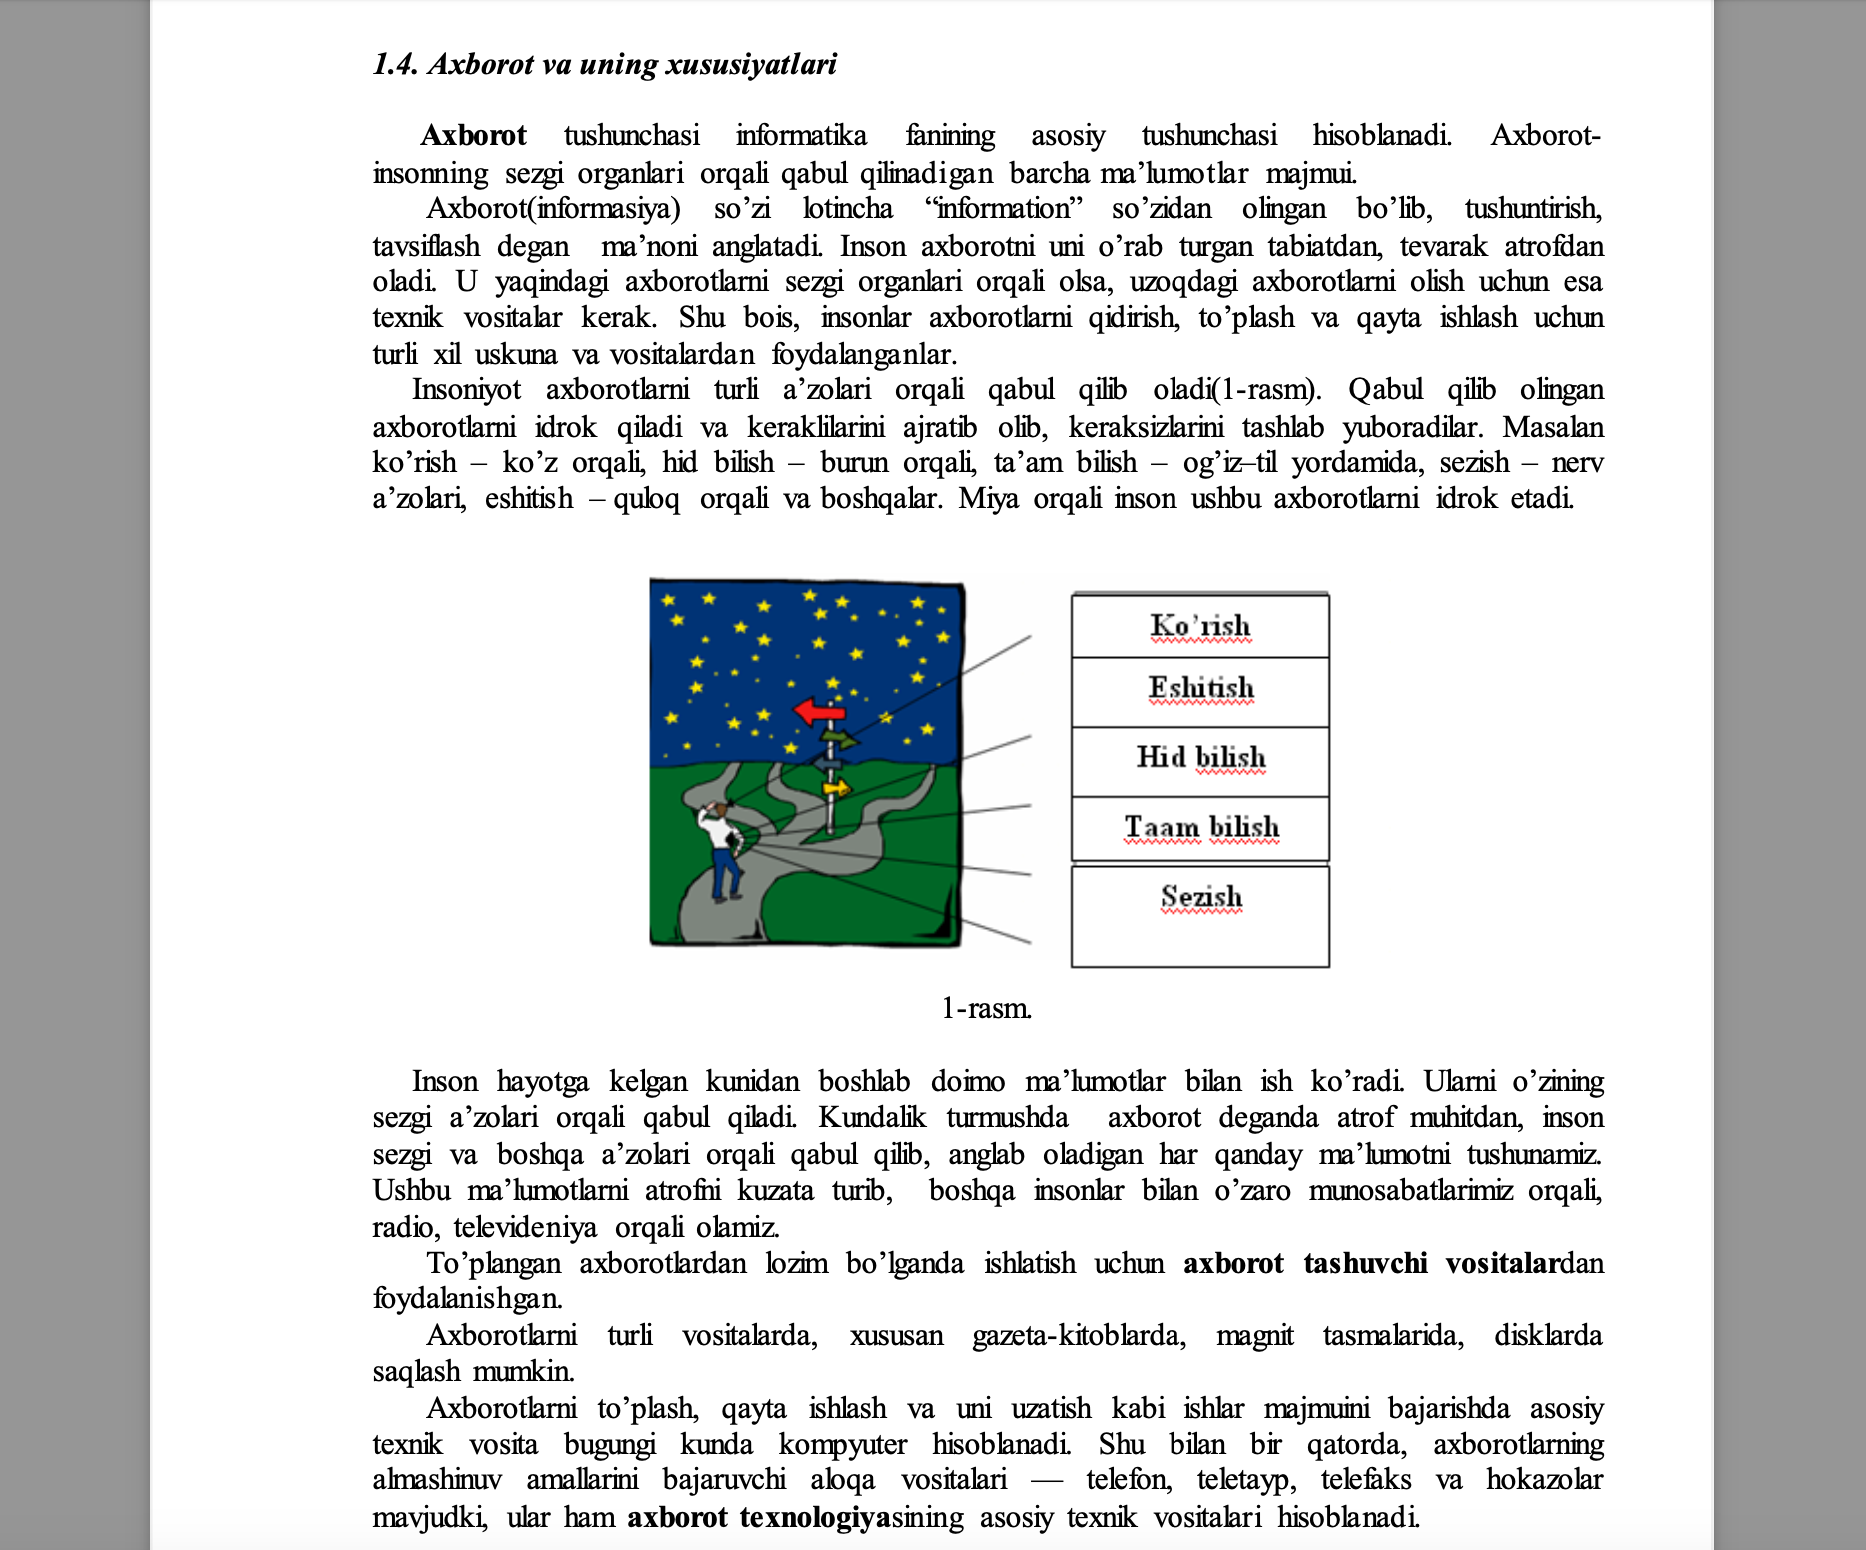 1.4. Axborot va uning xususiyatlari
Axborot tushunchasi informatika fanining asosiy tushunchasi hisoblanadi. Axborot-
insonning sezgi organlari orqali qabul qilinadigan barcha ma’lumotlar majmui.
Axborot(informasiya) so’zi lotincha “information” so’zidan olingan bo’lib, tushuntirish,
tavsiflash degan ma’noni anglatadi. Inson axborotni uni o’rab turgan tabiatdan, tevarak atrofdan
oladi. U yaqindagi axborotlarni sezgi organlari orqali olsa, uzoqdagi axborotlarni olish uchun esa
texnik vositalar kerak. Shu bois, insonlar axborotlarni qidirish, to’plash va qayta ishlash uchun
turli xil uskuna va vositalardan foydalanganlar.
Insoniyot axborotlarni turli a’zolari orqali qabul qilib oladi(1-rasm). Qabul qilib olingan
axborotlarni idrok qiladi va keraklilarini ajratib olib, keraksizlarini tashlab yuboradilar. Masalan
ko’rish – ko’z orqali, hid bilish – burun orqali, ta’am bilish – og’iz–til yordamida, sezish – nerv
a’zolari, eshitish – quloq orqali va boshqalar. Miya orqali inson ushbu axborotlarni idrok etadi.
Ko’rish
Eshitish
Hid bilish
Taam bilish
Sezish
1-rasm.
Inson hayotga kelgan kunidan boshlab doimo ma’lumotlar bilan ish ko’radi. Ularni o’zining
sezgi a’zolari orqali qabul qiladi. Kundalik turmushda axborot deganda atrof muhitdan, inson
sezgi va boshqa a’zolari orqali qabul qilib, anglab oladigan har qanday ma’lumotni tushunamiz.
Ushbu ma’lumotlarni atrofni kuzata turib, boshqa insonlar bilan o’zaro munosabatlarimiz orqali,
radio, televideniya orqali olamiz.
To’plangan axborotlardan lozim bo’lganda ishlatish uchun axborot tashuvchi vositalardan
foydalanishgan.
Axborotlarni turli vositalarda, xususan gazeta-kitoblarda, magnit tasmalarida, disklarda
saqlash mumkin.
Axborotlarni to’plash, qayta ishlash va uni uzatish kabi ishlar majmuini bajarishda asosiy
texnik vosita bugungi kunda kompyuter hisoblanadi. Shu bilan bir qatorda, axborotlarning
almashinuv amallarini bajaruvchi aloqa vositalari — telefon, teletayp, telefaks va hokazolar
mavjudki, ular ham axborot texnologiyasining asosiy texnik vositalari hisoblanadi.